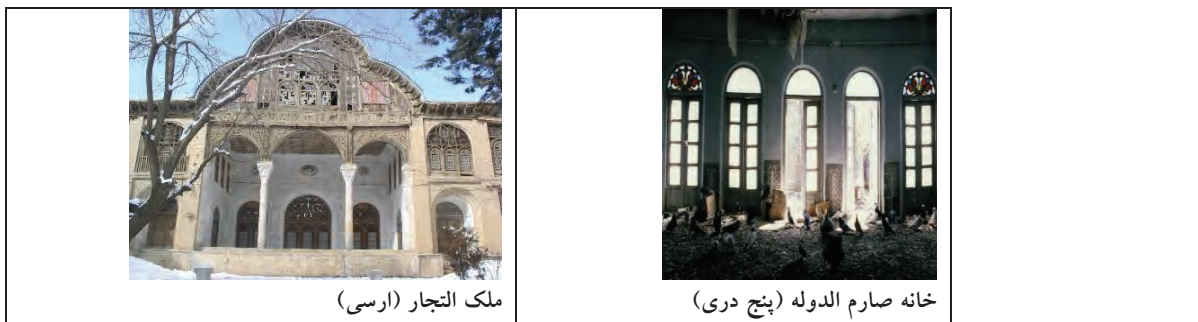 خانه صارم الدوله (پنج دری)
ملک التجار (ارسی)